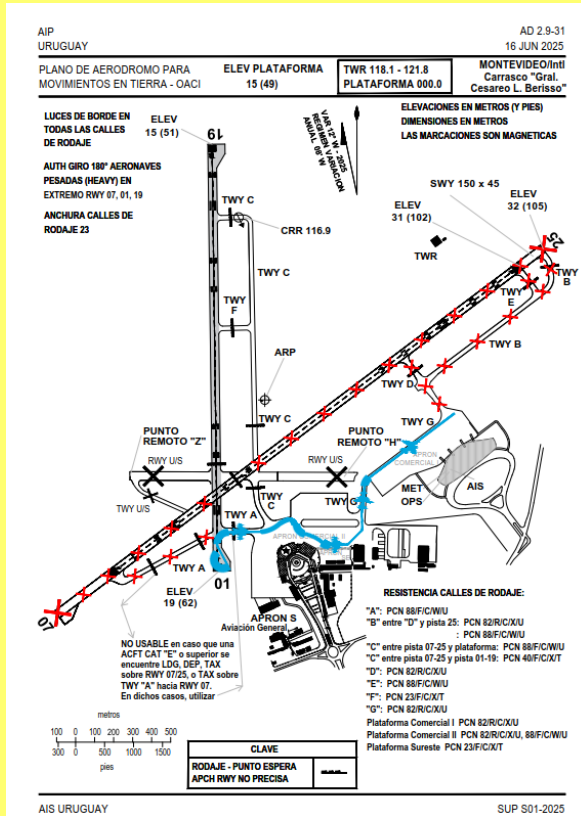 AIP
AD 2.9-31
URUGUAY
16 JUN 2025
PLANO DE AERODROMO PARA
MOVIMIENTOS EN TIERRA - OACI
ELEV PLATAFORMA
15 (49)
TWR 118.1 - 121.8
PLATAFORMA 000.0
MONTEVIDEO/Intl
Carrasco "Gral.
Cesareo L. Berisso"
LUCES DE BORDE EN
TODAS LAS CALLES
DE RODAJE
AUTH GIRO 180° AERONAVES
PESADAS (HEAVY) EN
EXTREMO RWY 07, 01, 19
ANCHURA CALLES DE
RODAJE 23
ELEV
15 (51)
19
VAR 12° W - 2025
REGIMEN VARIACION
ANUAL 09' W
ELEVACIONES EN METROS (Y PIES)
DIMENSIONES EN METROS
LAS MARCACIONES SON MAGNETICAS
SWY 150 x 45
ELEV
31 (102)
ELEV
32 (105)
25
TWY C
CRR 116.9
TWR
TWY C
TWY
B
TWY
E
TWY
F
TWY B
ARP
TWY D
TWY C
TWY G
PUNTO
REMOTO "Z"
PUNTO
REMOTO "H"
RWY U/S
RWY U/S
APRON
COMERCIAL I
TWY U/S
TWY
C
TWY G
MET
OPS
AIS
TWY A
APRON COMERCIAL II
TWY A
01
ELEV
19 (62)
07
APRON S
Aviación General
NO USABLE en caso que una
ACFT CAT "E" o superior se
encuentre LDG, DEP, TAX
sobre RWY 07/25, o TAX sobre
TWY "A" hacia RWY 07.
En dichos casos, utilizar
RESISTENCIA CALLES DE RODAJE:
"A": PCN 88/F/C/W/U
"B" entre "D" y pista 25: PCN 82/R/C/X/U
: PCN 88/F/C/W/U
"C" entre pista 07-25 y plataforma: PCN 88/F/C/W/U
"C" entre pista 07-25 y pista 01-19: PCN 40/F/C/X/T
"D": PCN 82/R/C/X/U
"E": PCN 88/F/C/W/U
"F": PCN 23/F/C/X/T
"G": PCN 82/R/C/X/U
Plataforma Comercial I PCN 82/R/C/X/U
Plataforma Comercial II PCN 82/R/C/X/U, 88/F/C/W/U
Plataforma Sureste PCN 23/F/C/X/T
metros
100 0 100 200 300 400 500
300 0 500 1000 1500
pies
CLAVE
RODAJE - PUNTO ESPERA
APCH RWY NO PRECISA
AIS URUGUAY
SUP S01-2025